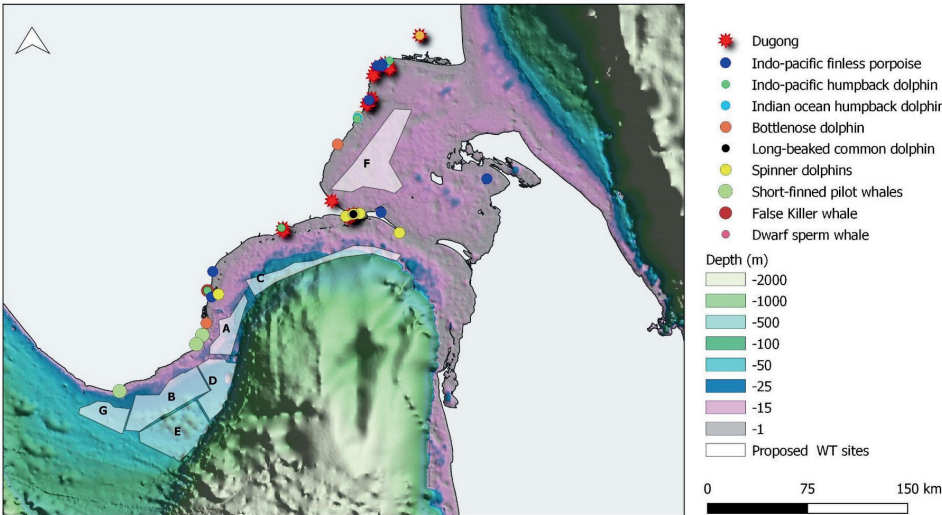 F
C
A
D
B
G
E
Dugong
Indo-pacific finless porpoise
Indo-pacific humpback dolphin
Indian ocean humpback dolphin
Bottlenose dolphin
Long-beaked common dolphin
Spinner dolphins
Short-finned pilot whales
False Killer whale
Dwarf sperm whale
Depth (m)
-2000
-1000
-500
-100
-50
-25
-15
-1
Proposed WT sites
0 75 150 km